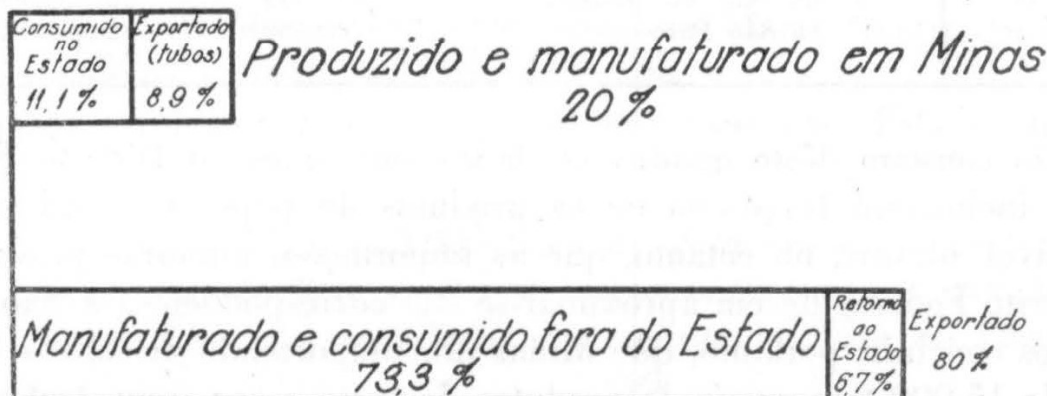 Consumido
no
Estado
11,1 %
Exportado
(tubos)
8,9 %
Produzido e manufaturado em Minas
20 %
Manufaturado e consumido fora do Estado
73,3 %
Retorno
ao
Estado
6,7 %
Exportado
80 %